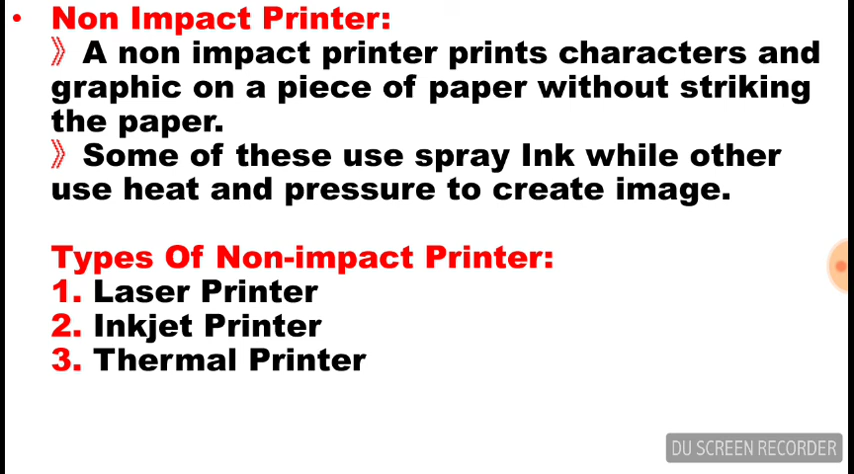 • Non Impact Printer:
》 A non impact printer prints characters and
graphic on a piece of paper without striking
the paper.
》 Some of these use spray Ink while other
use heat and pressure to create image.
Types Of Non-impact Printer:
1. Laser Printer
2. Inkjet Printer
3. Thermal Printer
DU SCREEN RECORDER